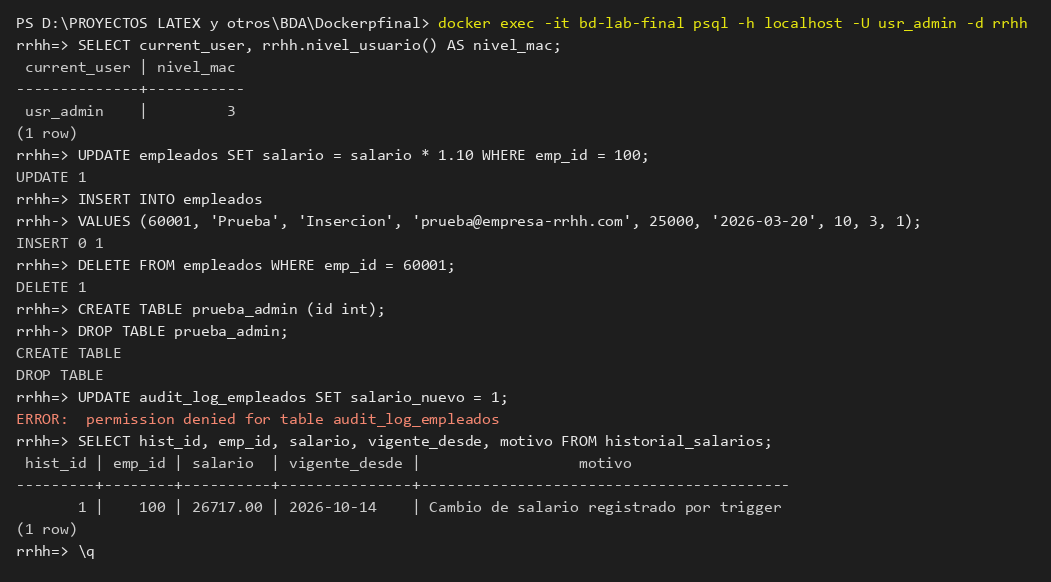 PS D:\PROYECTOS LATEX y otros\BDA\Dockerpfinal> docker exec -it bd-lab-final psql -h localhost -U usr_admin -d rrhh
rrhh=> SELECT current_user, rrhh.nivel_usuario() AS nivel_mac;
 current_user | nivel_mac
--------------+-----------
 usr_admin    |         3
(1 row)
rrhh=> UPDATE empleados SET salario = salario * 1.10 WHERE emp_id = 100;
UPDATE 1
rrhh=> INSERT INTO empleados
rrhh-> VALUES (60001, 'Prueba', 'Insercion', 'prueba@empresa-rrhh.com', 25000, '2026-03-20', 10, 3, 1);
INSERT 0 1
rrhh=> DELETE FROM empleados WHERE emp_id = 60001;
DELETE 1
rrhh=> CREATE TABLE prueba_admin (id int);
rrhh-> DROP TABLE prueba_admin;
CREATE TABLE
DROP TABLE
rrhh=> UPDATE audit_log_empleados SET salario_nuevo = 1;
ERROR:  permission denied for table audit_log_empleados
rrhh=> SELECT hist_id, emp_id, salario, vigente_desde, motivo FROM historial_salarios;
 hist_id | emp_id | salario  | vigente_desde |                  motivo
---------+--------+----------+---------------+------------------------------------------
       1 |    100 | 26717.00 | 2026-10-14    | Cambio de salario registrado por trigger
(1 row)
rrhh=> \q